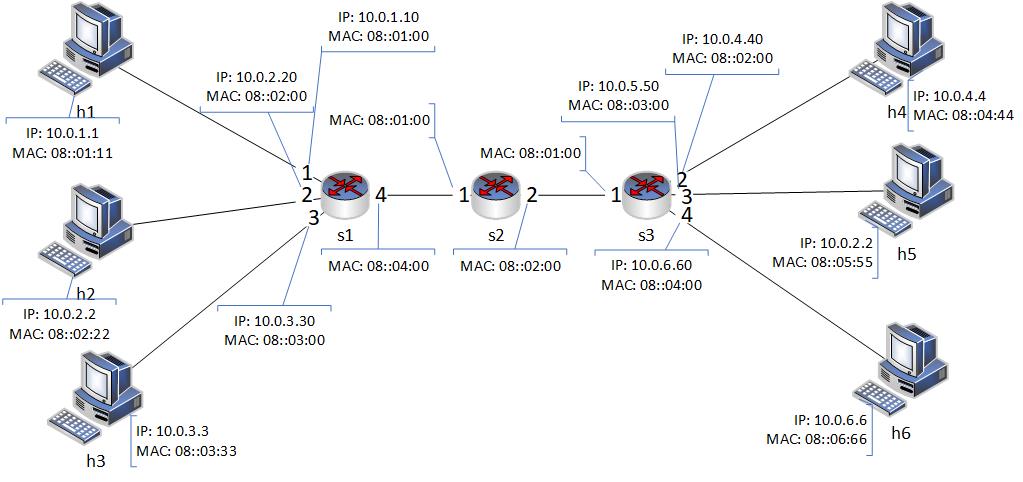 IP: 10.0.1.10
MAC: 08::01:00
IP: 10.0.2.20
MAC: 08::02:00
h1
IP: 10.0.1.1
MAC: 08::01:11
MAC: 08::01:00
IP: 10.0.4.40
MAC: 08::02:00
IP: 10.0.5.50
MAC: 08::03:00
MAC: 08::01:00
h4
IP: 10.0.4.4
MAC: 08::04:44
1
2
3
4
s1
1
2
s2
1
2
3
4
s3
MAC: 08::04:00
MAC: 08::02:00
IP: 10.0.6.60
MAC: 08::04:00
IP: 10.0.2.2
MAC: 08::05:55
h5
h2
IP: 10.0.2.2
MAC: 08::02:22
IP: 10.0.3.30
MAC: 08::03:00
IP: 10.0.3.3
MAC: 08::03:33
h3
IP: 10.0.6.6
MAC: 08::06:66
h6